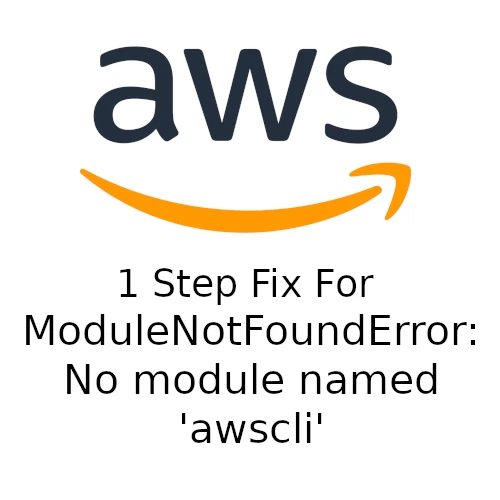 aws
1 Step Fix For
ModuleNotFoundError:
No module named
'awscli'